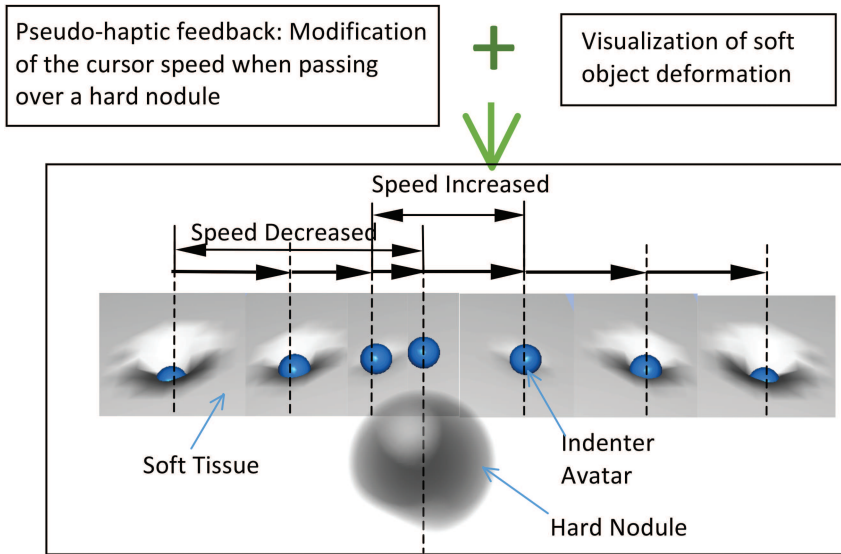 Pseudo-haptic feedback: Modification
of the cursor speed when passing
over a hard nodule
+
Visualization of soft
object deformation
Speed Increased
Speed Decreased
Soft Tissue
Indenter
Avatar
Hard Nodule